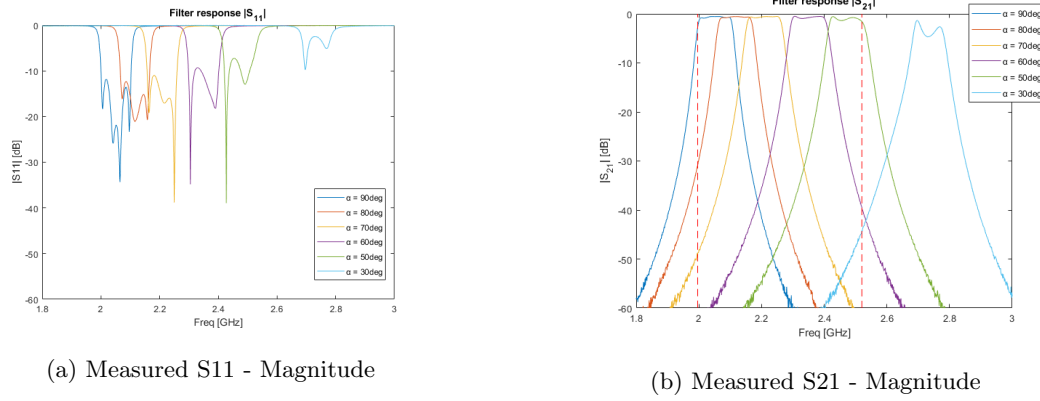 Filter response |S11|
0
-10
-20
-30
-40
-50
-60
|S11| [dB]
1.8
2
2.2
2.4
2.6
2.8
3
Freq [GHz]
α = 90deg
α = 80deg
α = 70deg
α = 60deg
α = 50deg
α = 30deg
(a) Measured S11 - Magnitude
Filter response |S21|
0
-10
-20
-30
-40
-50
-60
|S21| [dB]
1.8
2
2.2
2.4
2.6
2.8
3
Freq [GHz]
α = 90deg
α = 80deg
α = 70deg
α = 60deg
α = 50deg
α = 30deg
(b) Measured S21 - Magnitude